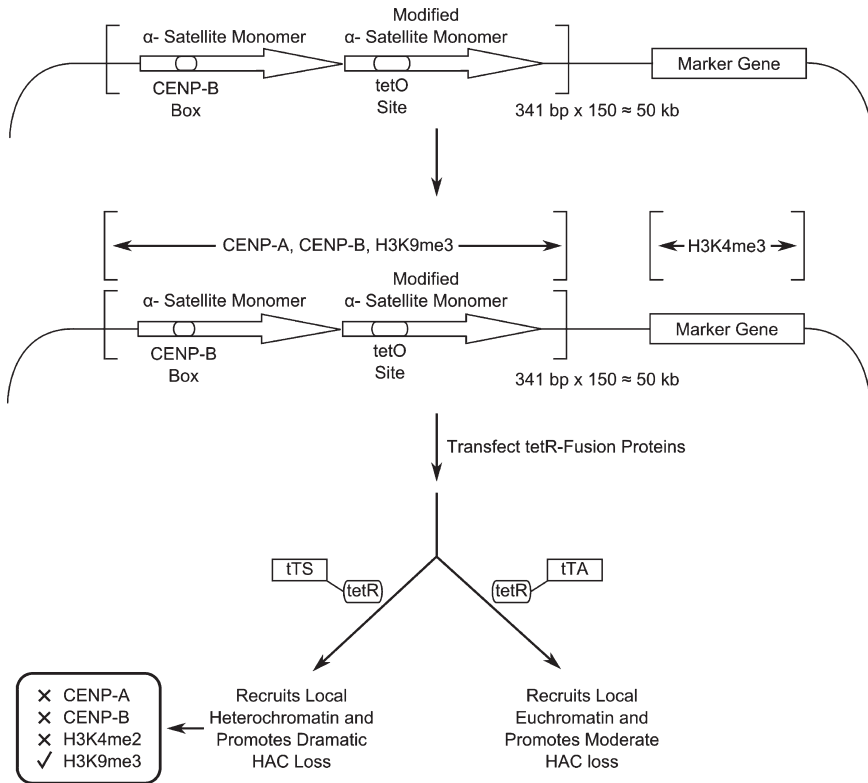 Modified
α- Satellite Monomer
α- Satellite Monomer
Marker Gene
CENP-B
Box
tetO
Site
341 bp x 150 ≈ 50 kb
CENP-A, CENP-B, H3K9me3
H3K4me3
Modified
α- Satellite Monomer
α- Satellite Monomer
Marker Gene
CENP-B
Box
tetO
Site
341 bp x 150 ≈ 50 kb
Transfect tetR-Fusion Proteins
tTS
tetR
tetR
tTA
Recruits Local
Heterochromatin and
Promotes Dramatic
HAC Loss
Recruits Local
Euchromatin and
Promotes Moderate
HAC loss
✗ CENP-A
✗ CENP-B
✗ H3K4me2
✓ H3K9me3